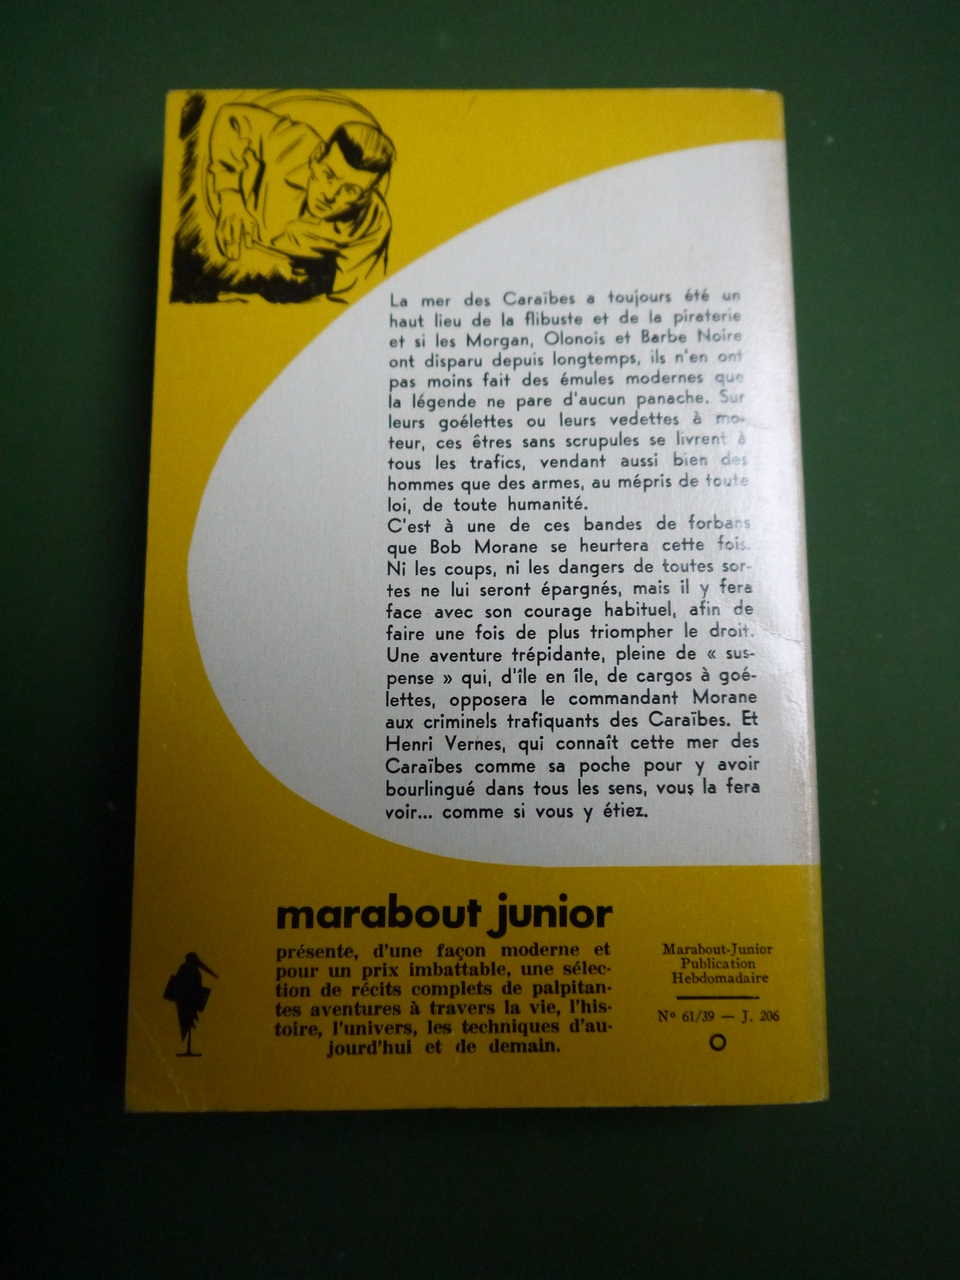 La mer des Caraïbes a toujours été un
haut lieu de la flibuste et de la piraterie
et si les Morgan, Olonois et Barbe Noire
ont disparu depuis longtemps, ils n'en ont
pas moins fait des émules modernes que
la légende ne pare d'aucun panache. Sur
leurs goélettes ou leurs vedettes à mo-
teur, ces êtres sans scrupules se livrent à
tous les trafics, vendant aussi bien des
hommes que des armes, au mépris de toute
loi, de toute humanité.
C'est à une de ces bandes de forbans
que Bob Morane se heurtera cette fois.
Ni les coups, ni les dangers de toutes sor-
tes ne lui seront épargnés, mais il y fera
face avec son courage habituel, afin de
faire une fois de plus triompher le droit.
Une aventure trépidante, pleine de « sus-
pense » qui, d'île en île, de cargos à goé-
lettes, opposera le commandant Morane
aux criminels trafiquants des Caraïbes. Et
Henri Vernes, qui connaît cette mer des
Caraïbes comme sa poche pour y avoir
bourlingué dans tous les sens, vous la fera
voir... comme si vous y étiez.
marabout junior
présente, d'une façon moderne et
pour un prix imbattable, une sélec-
tion de récits complets de palpitan-
tes aventures à travers la vie, l'his-
toire, l'univers, les techniques d'au-
jourd'hui et de demain.
Marabout-Junior
Publication
Hebdomadaire
Nº 61/39 — J. 206